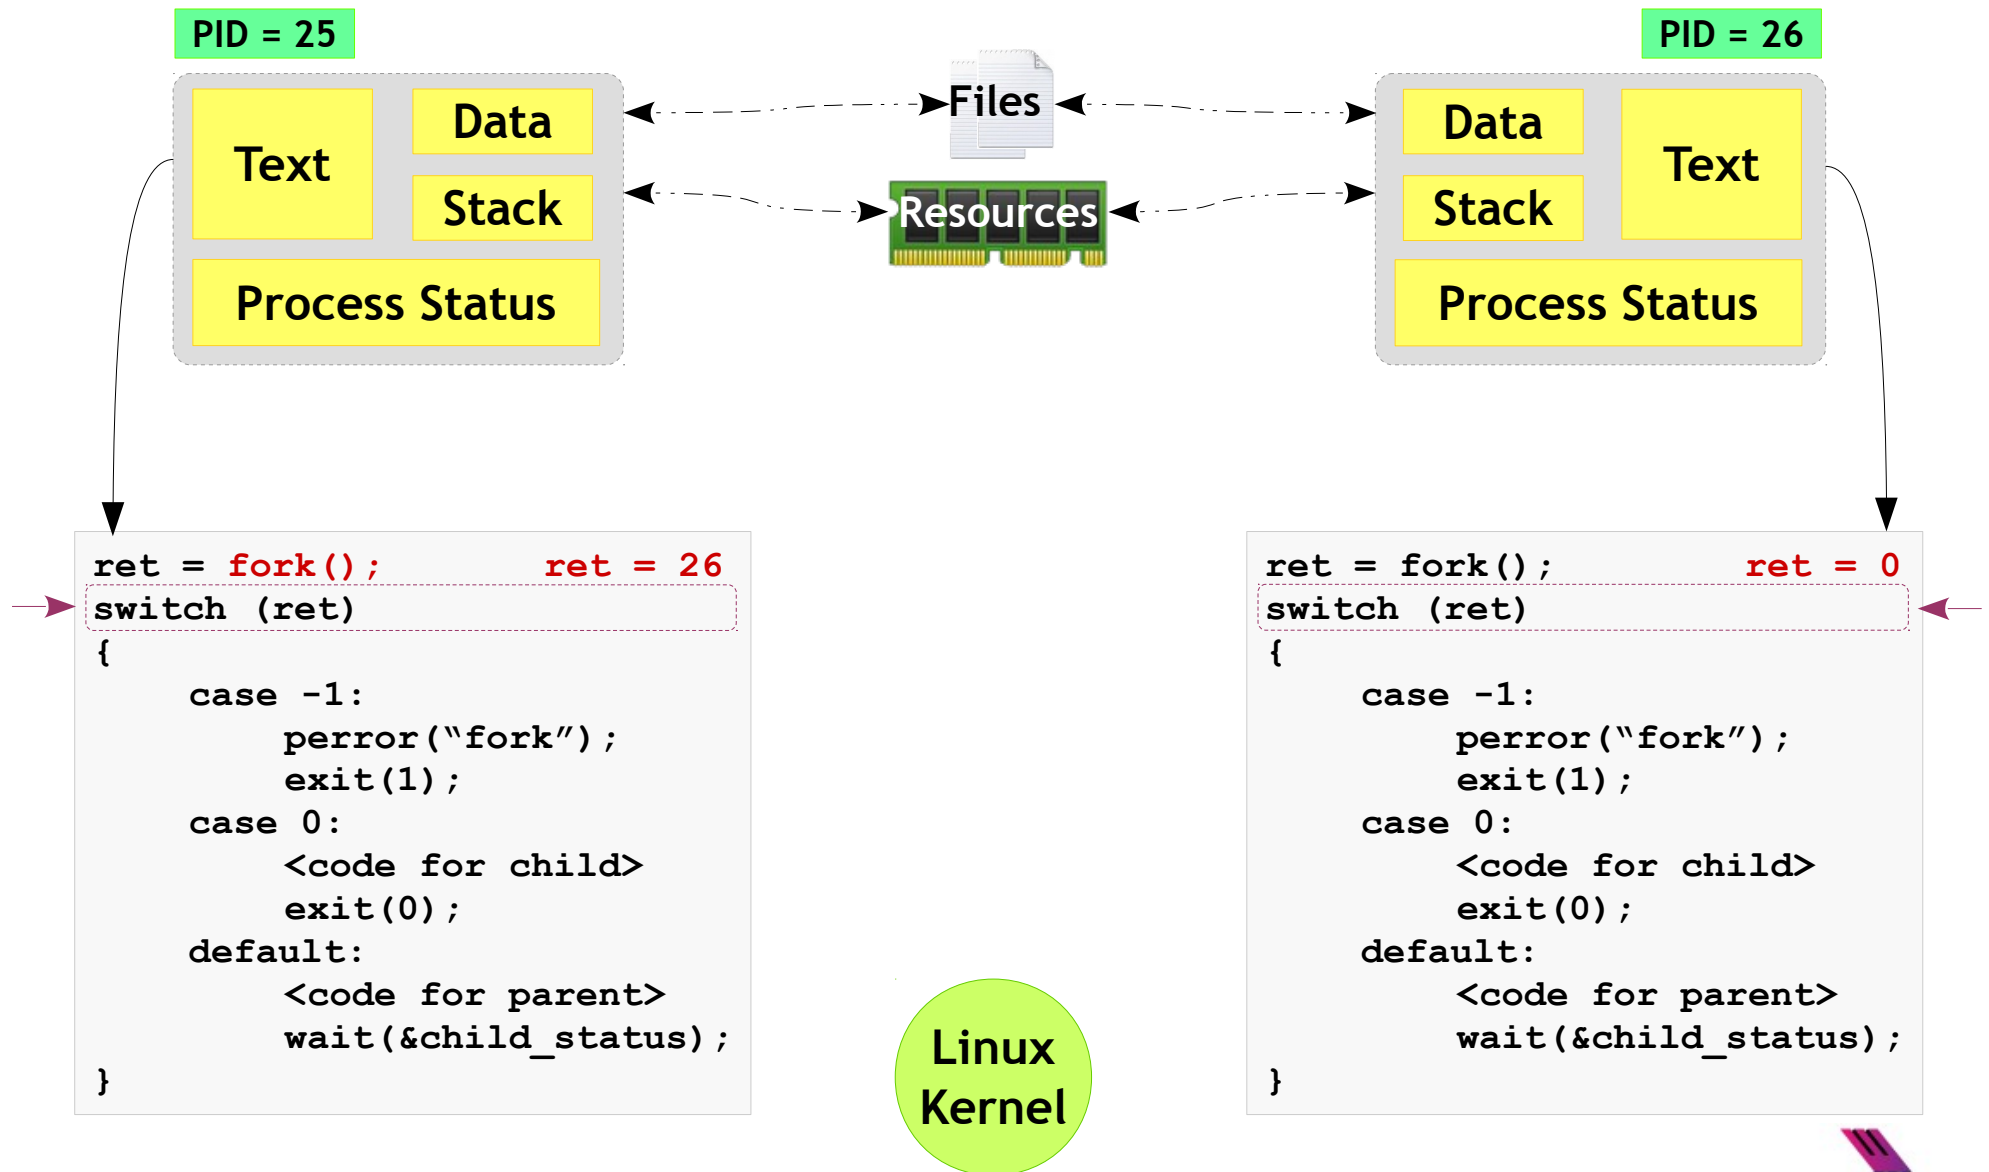 PID = 25
Text
Data
Stack
Process Status
Files
Resources
PID = 26
Data
Stack
Text
Process Status
ret = fork(); ret = 26
switch (ret)
{
case -1:
perror(“fork”);
exit(1);
case 0:
<code for child>
exit(0);
default:
<code for parent>
wait(&child_status);
}
Linux
Kernel
ret = fork(); ret = 0
switch (ret)
{
case -1:
perror(“fork”);
exit(1);
case 0:
<code for child>
exit(0);
default:
<code for parent>
wait(&child_status);
}